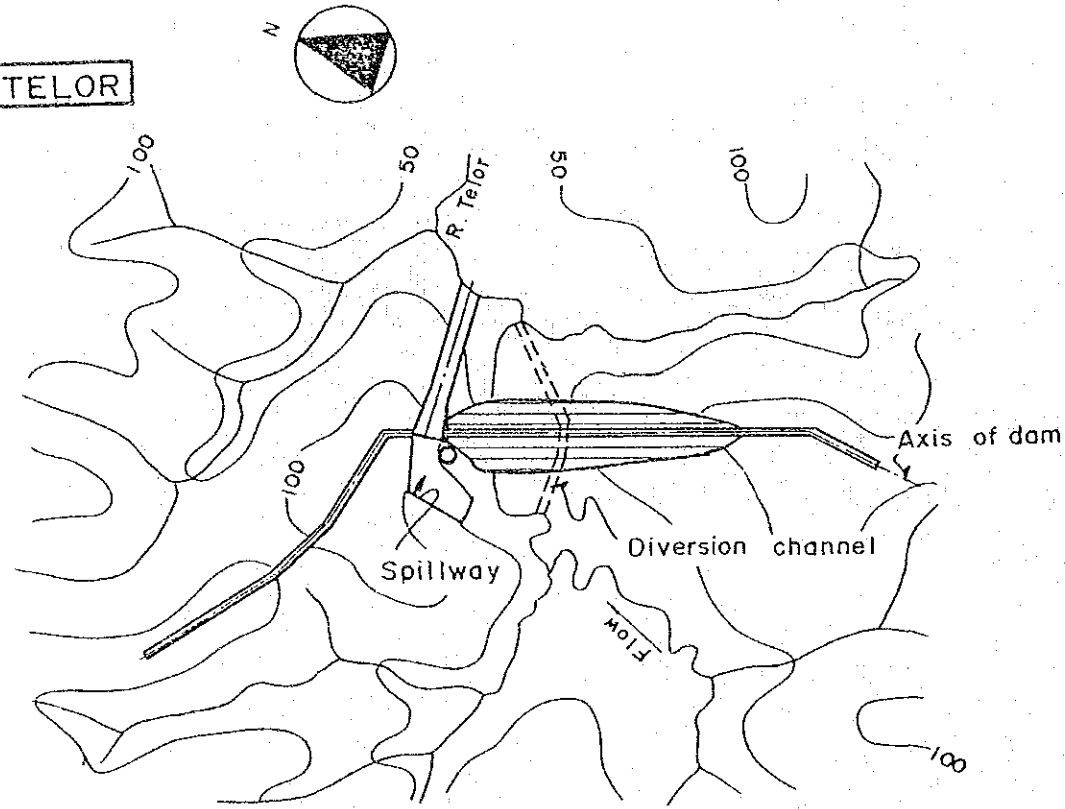 N
TELOR
100
50
R. Telor
50
100
Axis of dam
100
Diversion channel
Spillway
Flow
100